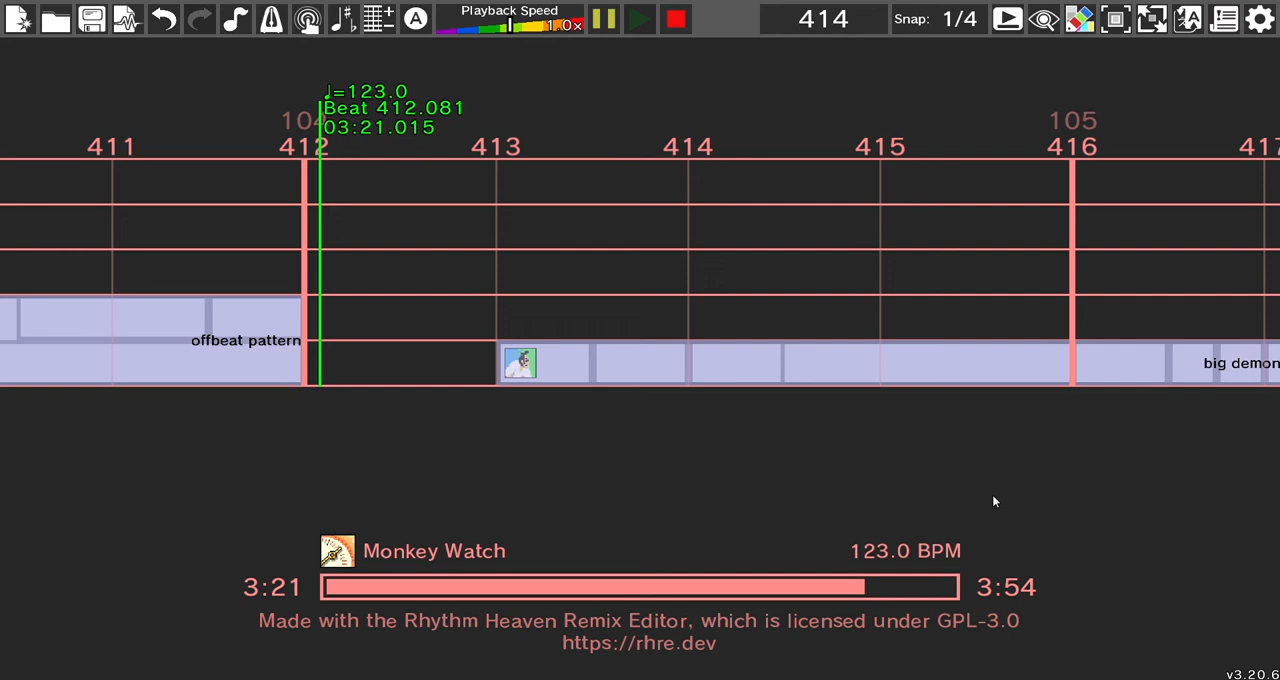 Playback Speed
1.0x
414
Snap: 1/4
♩=123.0
Beat 412.081
03:21.015
104
105
411
412
413
414
415
416
417
offbeat pattern
big demon
Monkey Watch
123.0 BPM
3:21
3:54
Made with the Rhythm Heaven Remix Editor, which is licensed under GPL-3.0
https://rhre.dev
v3.20.6